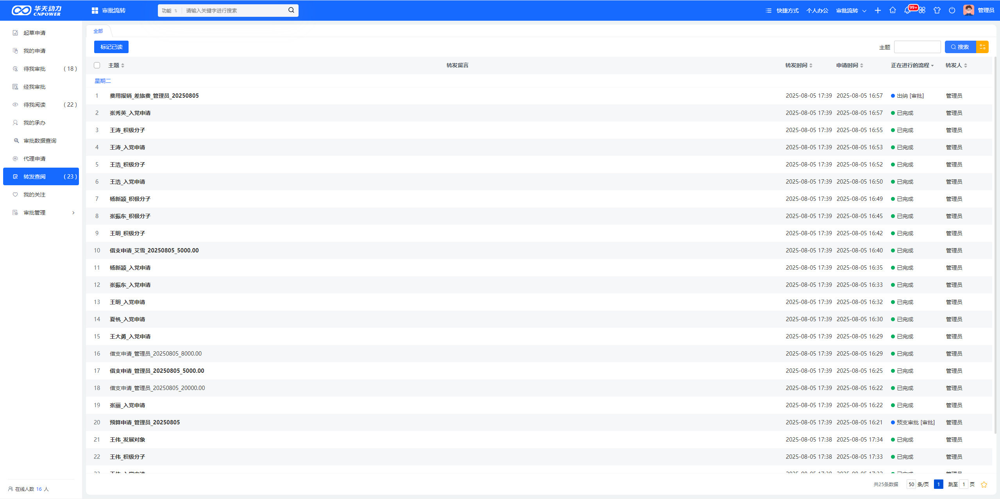 华天动力 CNPOWER
审批流转
功能 请输入关键字进行搜索
快捷方式 个人办公 审批流转 99+ 管理员
起草申请
我的申请
待我审批 (18)
经我审批
待我阅读 (22)
我的承办
审批数据查询
代理申请
转发查阅 (23)
我的关注
审批管理
在线人数 16 人
全部
标记已读
主题 搜索
主题 转发留言 转发时间 申请时间 正在进行的流程 转发人
星期二
1 费用报销_差旅费_管理员_20250805 2025-08-05 17:39 2025-08-05 16:57 出纳 [审批] 管理员
2 张秀英_入党申请 2025-08-05 17:39 2025-08-05 16:57 已完成 管理员
3 王涛_积极分子 2025-08-05 17:39 2025-08-05 16:55 已完成 管理员
4 王涛_入党申请 2025-08-05 17:39 2025-08-05 16:53 已完成 管理员
5 王浩_积极分子 2025-08-05 17:39 2025-08-05 16:52 已完成 管理员
6 王浩_入党申请 2025-08-05 17:39 2025-08-05 16:50 已完成 管理员
7 杨新颖_积极分子 2025-08-05 17:39 2025-08-05 16:49 已完成 管理员
8 张振东_积极分子 2025-08-05 17:39 2025-08-05 16:45 已完成 管理员
9 王明_积极分子 2025-08-05 17:39 2025-08-05 16:42 已完成 管理员
10 借支申请_艾雪_20250805_5000.00 2025-08-05 17:39 2025-08-05 16:40 已完成 管理员
11 杨新颖_入党申请 2025-08-05 17:39 2025-08-05 16:35 已完成 管理员
12 张振东_入党申请 2025-08-05 17:39 2025-08-05 16:33 已完成 管理员
13 王明_入党申请 2025-08-05 17:39 2025-08-05 16:32 已完成 管理员
14 夏帆_入党申请 2025-08-05 17:39 2025-08-05 16:30 已完成 管理员
15 王大勇_入党申请 2025-08-05 17:39 2025-08-05 16:29 已完成 管理员
16 借支申请_管理员_20250805_8000.00 2025-08-05 17:39 2025-08-05 16:29 已完成 管理员
17 借支申请_管理员_20250805_5000.00 2025-08-05 17:39 2025-08-05 16:25 已完成 管理员
18 借支申请_管理员_20250805_20000.00 2025-08-05 17:39 2025-08-05 16:22 已完成 管理员
19 张丽_入党申请 2025-08-05 17:39 2025-08-05 16:22 已完成 管理员
20 预算申请_管理员_20250805 2025-08-05 17:39 2025-08-05 16:21 预支审批 [审批] 管理员
21 王伟_发展对象 2025-08-05 17:38 2025-08-05 17:34 已完成 管理员
22 王伟_积极分子 2025-08-05 17:38 2025-08-05 17:33 已完成 管理员
共25条数据 50 条/页 1 跳至 1 页